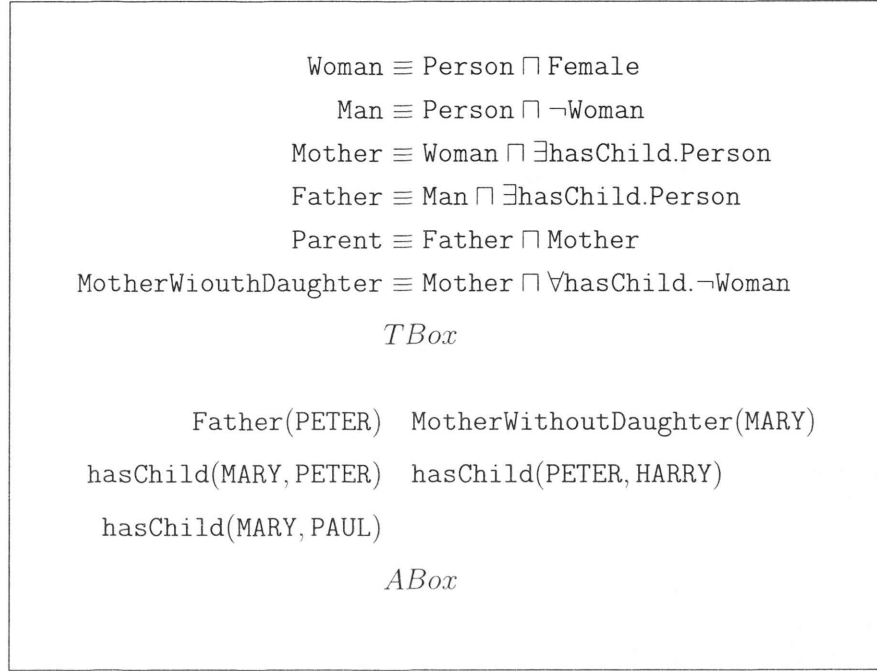 Woman ≡ Person ⊓ Female
Man ≡ Person ⊓ ¬Woman
Mother ≡ Woman ⊓ ∃hasChild.Person
Father ≡ Man ⊓ ∃hasChild.Person
Parent ≡ Father ⊓ Mother
MotherWiouthDaughter ≡ Mother ⊓ ∀hasChild.¬Woman
TBox
Father(PETER) MotherWithoutDaughter(MARY)
hasChild(MARY, PETER) hasChild(PETER, HARRY)
hasChild(MARY, PAUL)
ABox